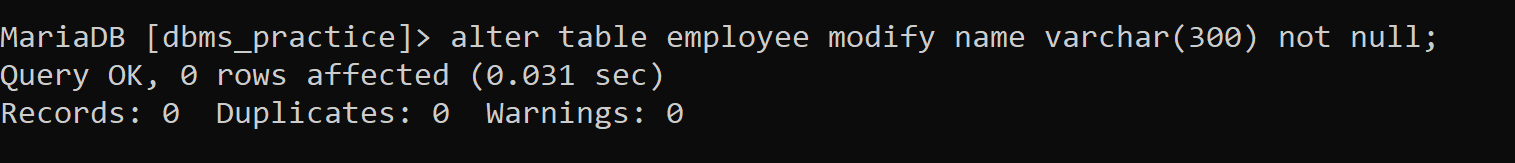 MariaDB [dbms_practice]> alter table employee modify name varchar(300) not null;
Query OK, 0 rows affected (0.031 sec)
Records: 0  Duplicates: 0  Warnings: 0